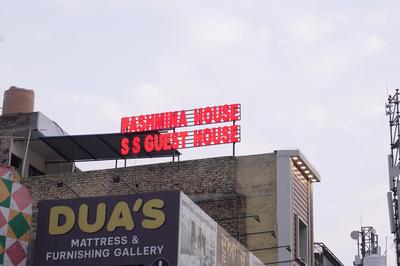 PASHMINA HOUSE
S S GUEST HOUSE
DUA'S
MATTRESS &
FURNISHING GALLERY